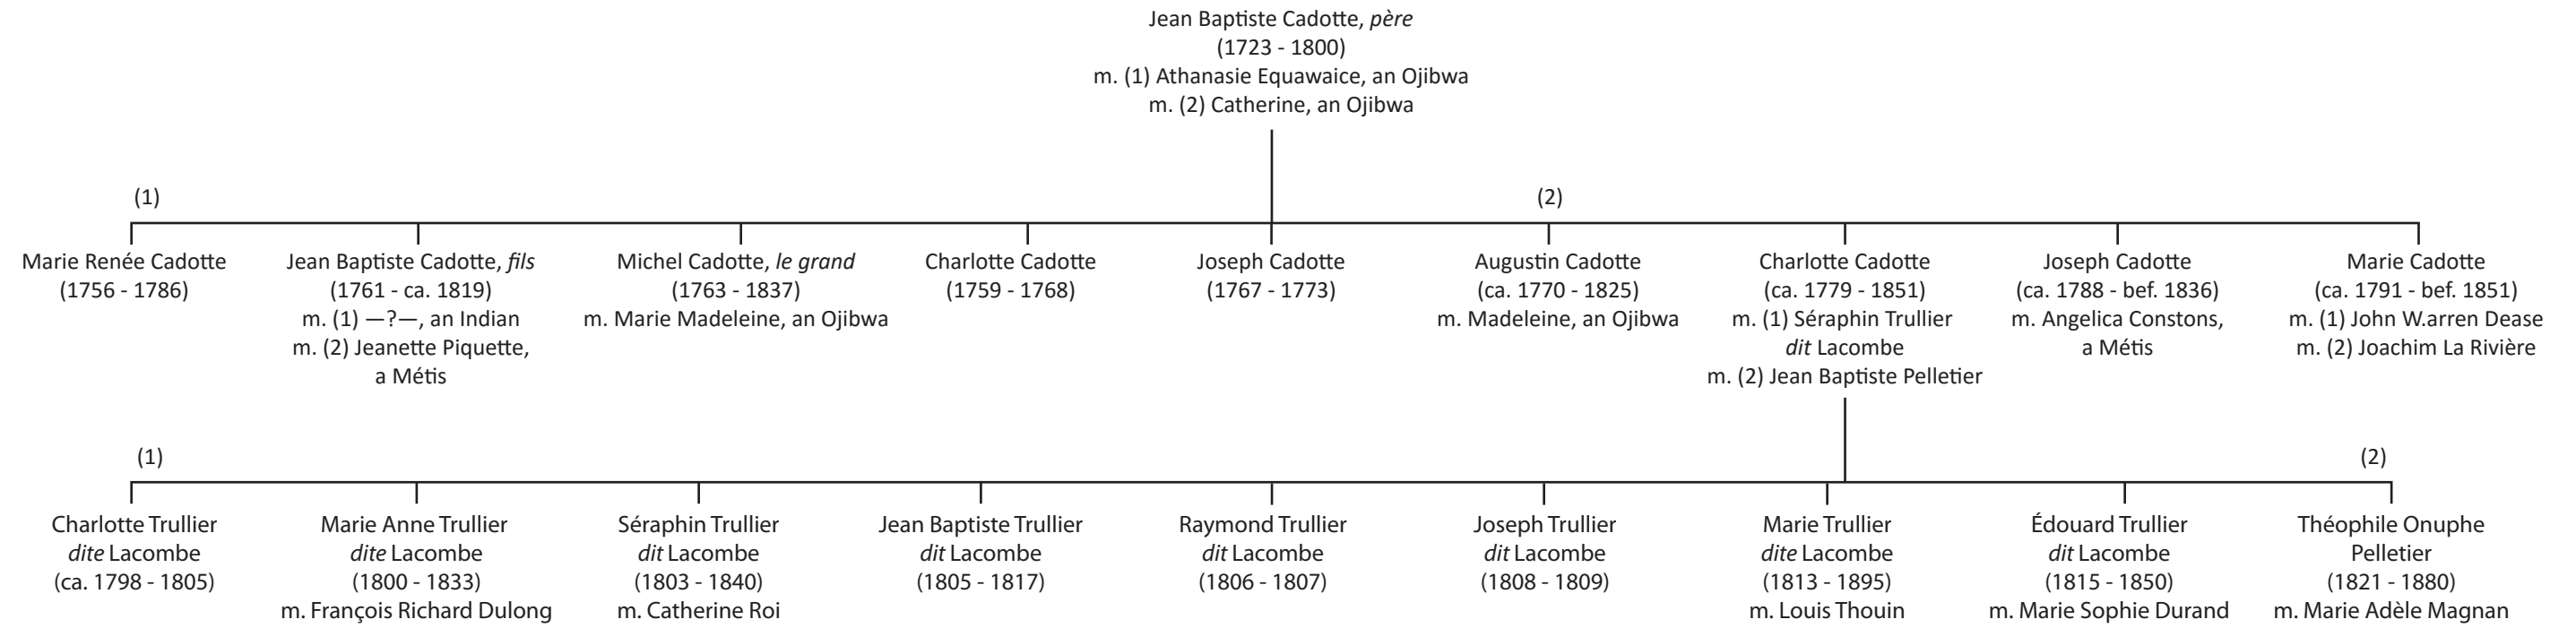 Jean Baptiste Cadotte, père
(1723 - 1800)
m. (1) Athanasie Equawaice, an Ojibwa
m. (2) Catherine, an Ojibwa
(1)
(2)
Marie Renée Cadotte
(1756 - 1786)
Jean Baptiste Cadotte, fils
(1761 - ca. 1819)
m. (1) —?—, an Indian
m. (2) Jeanette Piquette,
a Métis
Michel Cadotte, le grand
(1763 - 1837)
m. Marie Madeleine, an Ojibwa
Charlotte Cadotte
(1759 - 1768)
Joseph Cadotte
(1767 - 1773)
Augustin Cadotte
(ca. 1770 - 1825)
m. Madeleine, an Ojibwa
Charlotte Cadotte
(ca. 1779 - 1851)
m. (1) Séraphin Trullier
dit Lacombe
m. (2) Jean Baptiste Pelletier
Joseph Cadotte
(ca. 1788 - bef. 1836)
m. Angelica Constons,
a Métis
Marie Cadotte
(ca. 1791 - bef. 1851)
m. (1) John W.arren Dease
m. (2) Joachim La Rivière
(1)
(2)
Charlotte Trullier
dite Lacombe
(ca. 1798 - 1805)
Marie Anne Trullier
dite Lacombe
(1800 - 1833)
m. François Richard Dulong
Séraphin Trullier
dit Lacombe
(1803 - 1840)
m. Catherine Roi
Jean Baptiste Trullier
dit Lacombe
(1805 - 1817)
Raymond Trullier
dit Lacombe
(1806 - 1807)
Joseph Trullier
dit Lacombe
(1808 - 1809)
Marie Trullier
dite Lacombe
(1813 - 1895)
m. Louis Thouin
Édouard Trullier
dit Lacombe
(1815 - 1850)
m. Marie Sophie Durand
Théophile Onuphe
Pelletier
(1821 - 1880)
m. Marie Adèle Magnan